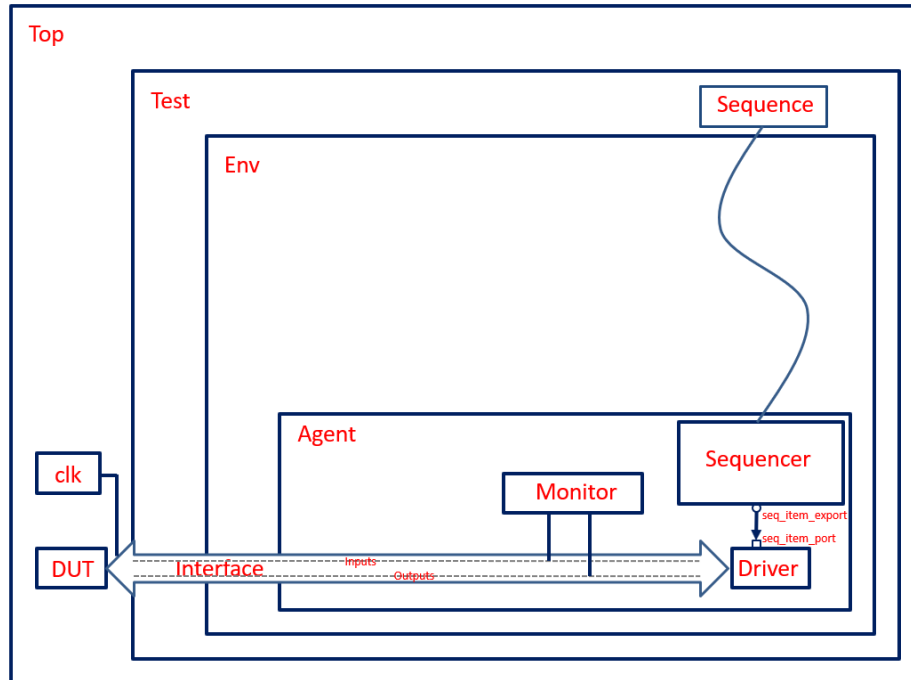 Top
Test
Sequence
Env
Agent
Sequencer
clk
Monitor
seq_item_export
seq_item_port
DUT
Interface
Inputs
Outputs
Driver